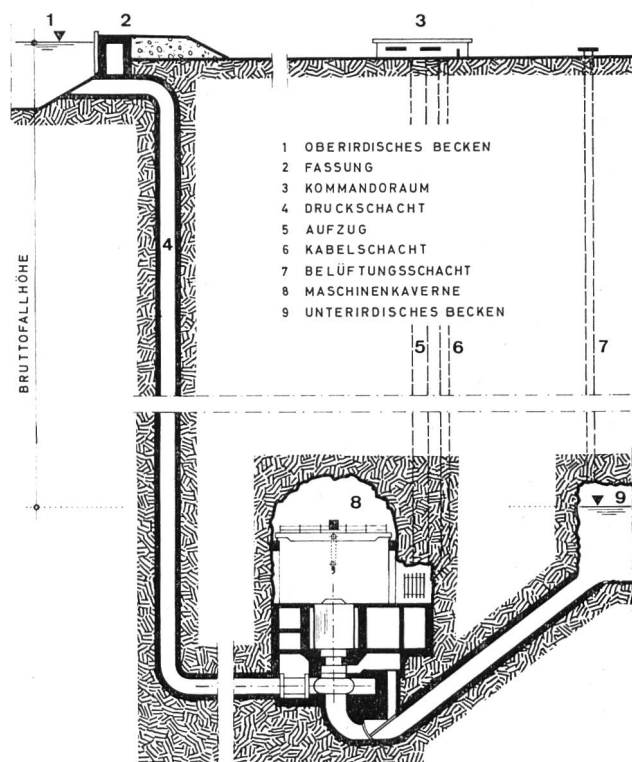 1 2 3
1 OBERIRDISCHES BECKEN
2 FASSUNG
3 KOMMANDORAUM
4 DRUCKSCHACHT
5 AUFZUG
6 KABELSCHACHT
7 BELÜFTUNGSSCHACHT
8 MASCHINENKAVERNE
9 UNTERIRDISCHES BECKEN
4
BRUTTOFALLHÖHE
5 6 7
8 9